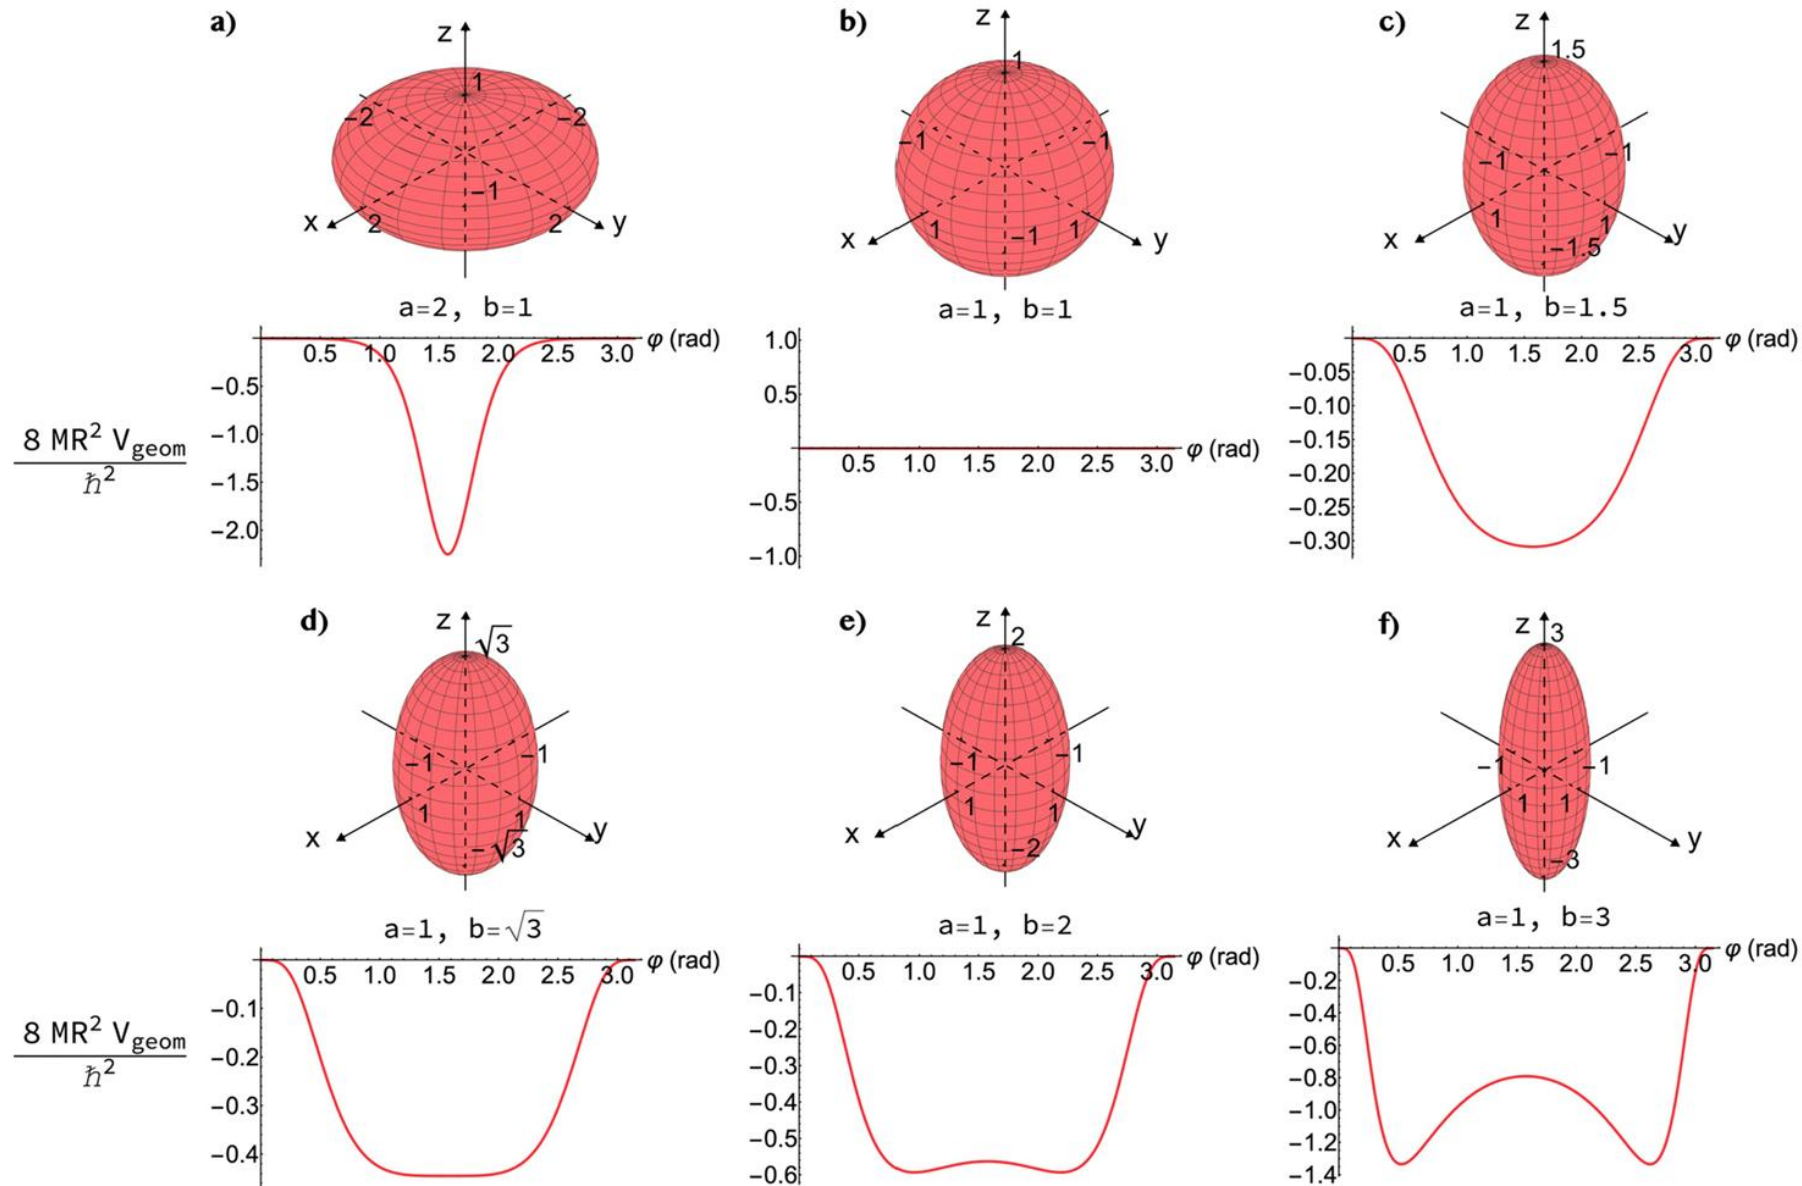 a)
z
1
−2
−2
−1
x
2
2
y
a=2, b=1
b)
z
1
−1
−1
x
1
−1
1
y
a=1, b=1
c)
z
1.5
−1
−1
x
1
1
−1.5
y
a=1, b=1.5
8 MR² V_geom
ℏ²
0.5 1.0 1.5 2.0 2.5 3.0
φ (rad)
−0.5
−1.0
−1.5
−2.0
1.0
0.5
0.5 1.0 1.5 2.0 2.5 3.0
φ (rad)
−0.5
−1.0
0.5 1.0 1.5 2.0 2.5 3.0
φ (rad)
−0.05
−0.10
−0.15
−0.20
−0.25
−0.30
d)
z
√3
−1
−1
x
1
1
−√3
y
a=1, b=√3
e)
z
2
−1
−1
x
1
1
−2
y
a=1, b=2
f)
z
3
−1
−1
x
1
1
−3
y
a=1, b=3
8 MR² V_geom
ℏ²
0.5 1.0 1.5 2.0 2.5 3.0
φ (rad)
−0.1
−0.2
−0.3
−0.4
0.5 1.0 1.5 2.0 2.5 3.0
φ (rad)
−0.1
−0.2
−0.3
−0.4
−0.5
−0.6
0.5 1.0 1.5 2.0 2.5 3.0
φ (rad)
−0.2
−0.4
−0.6
−0.8
−1.0
−1.2
−1.4